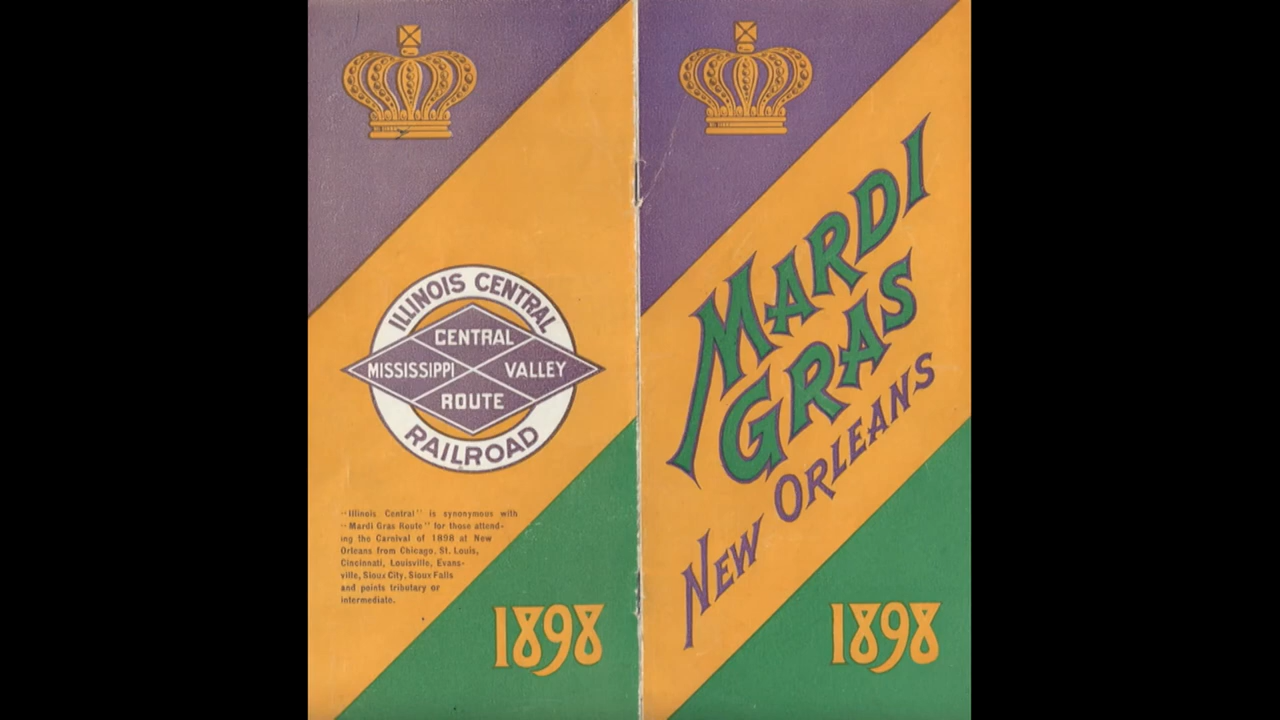 ILLINOIS CENTRAL
CENTRAL
MISSISSIPPI VALLEY
ROUTE
RAILROAD
"Illinois Central" is synonymous with
"Mardi Gras Route" for those attend-
ing the Carnival of 1898 at New
Orleans from Chicago, St. Louis,
Cincinnati, Louisville, Evans-
ville, Sioux City, Sioux Falls
and points tributary or
intermediate.
1898
MARDI
GRAS
NEW ORLEANS
1898